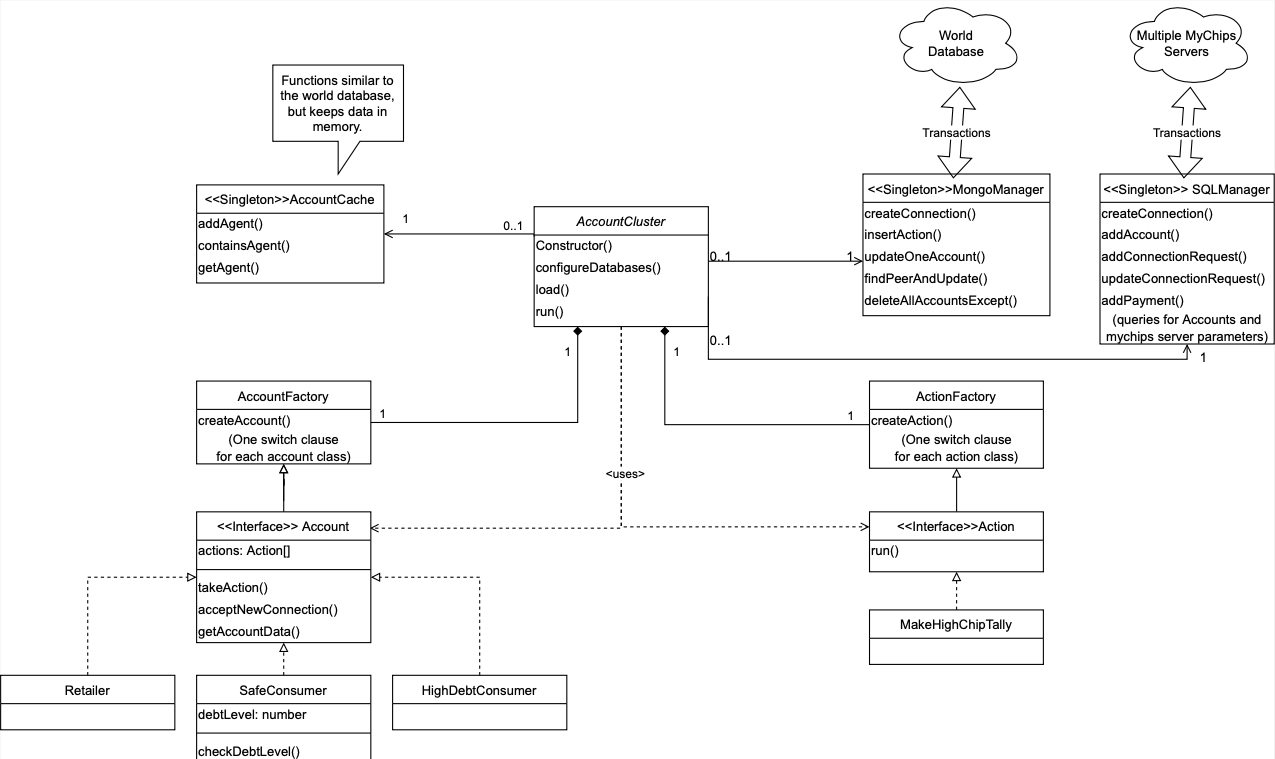 World
Database
Multiple MyChips
Servers
Functions similar to
the world database,
but keeps data in
memory.
Transactions
Transactions
<<Singleton>>AccountCache
addAgent()
containsAgent()
getAgent()
1
0..1
AccountCluster
Constructor()
configureDatabases()
load()
run()
0..1
1
<<Singleton>>MongoManager
createConnection()
insertAction()
updateOneAccount()
findPeerAndUpdate()
deleteAllAccountsExcept()
<<Singleton>> SQLManager
createConnection()
addAccount()
addConnectionRequest()
updateConnectionRequest()
addPayment()
(queries for Accounts and
mychips server parameters)
0..1
1
1
1
AccountFactory
createAccount()
(One switch clause
for each account class)
1
1
ActionFactory
createAction()
(One switch clause
for each action class)
<uses>
<<Interface>> Account
actions: Action[]
takeAction()
acceptNewConnection()
getAccountData()
<<Interface>>Action
run()
MakeHighChipTally
Retailer
SafeConsumer
debtLevel: number
checkDebtLevel()
HighDebtConsumer